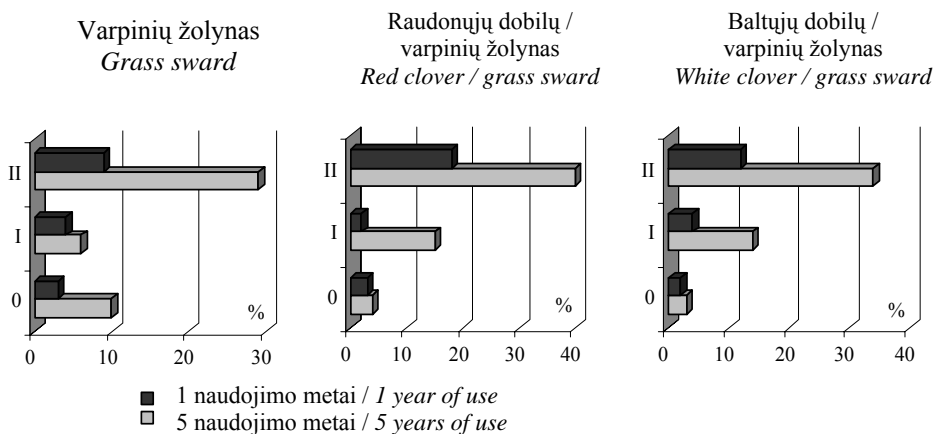 Varpinių žolynas
Grass sward
Raudonųjų dobilų /
varpinių žolynas
Red clover / grass sward
Baltųjų dobilų /
varpinių žolynas
White clover / grass sward
II
I
0
%
0 10 20 30
II
I
0
%
0 10 20 30 40
II
I
0
%
0 10 20 30 40
1 naudojimo metai / 1 year of use
5 naudojimo metai / 5 years of use